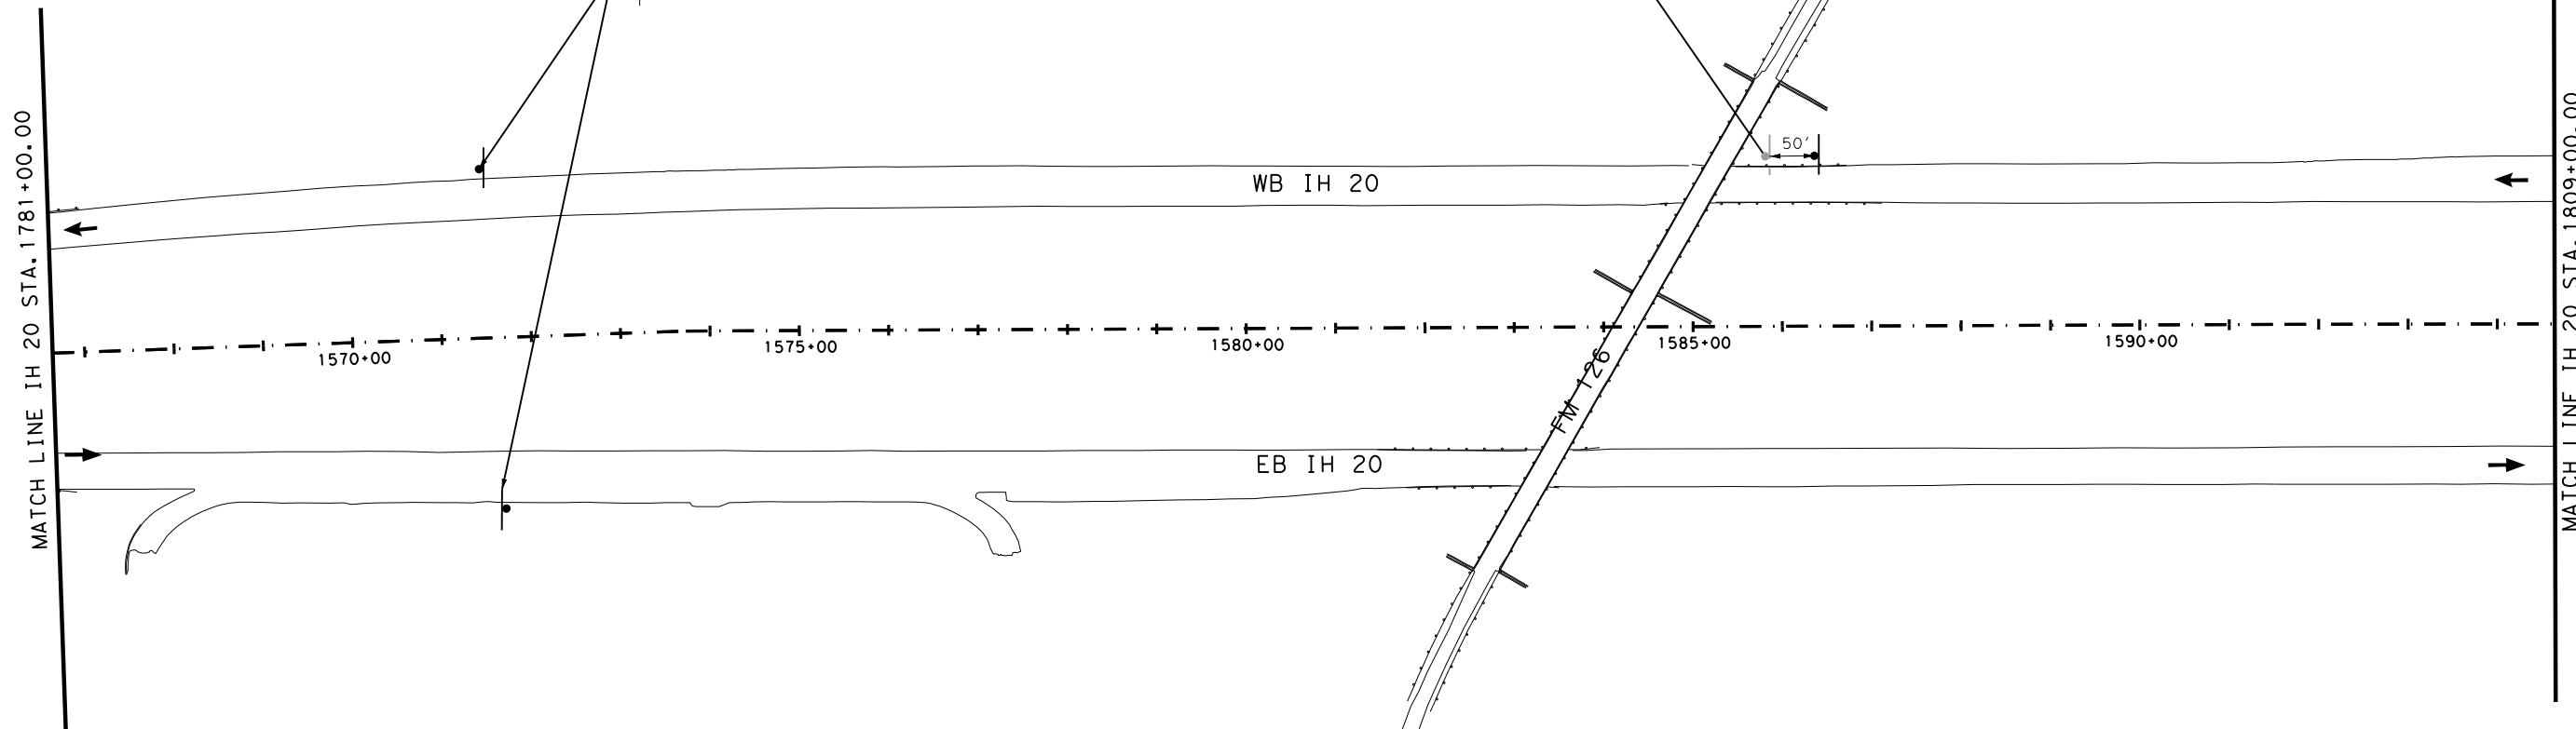 MATCH LINE IH 20 STA.1781+00.00
50'
WB IH 20
1570+00
1575+00
1580+00
1585+00
1590+00
FM 126
EB IH 20
MATCH LINE IH 20 STA.1809+00.00